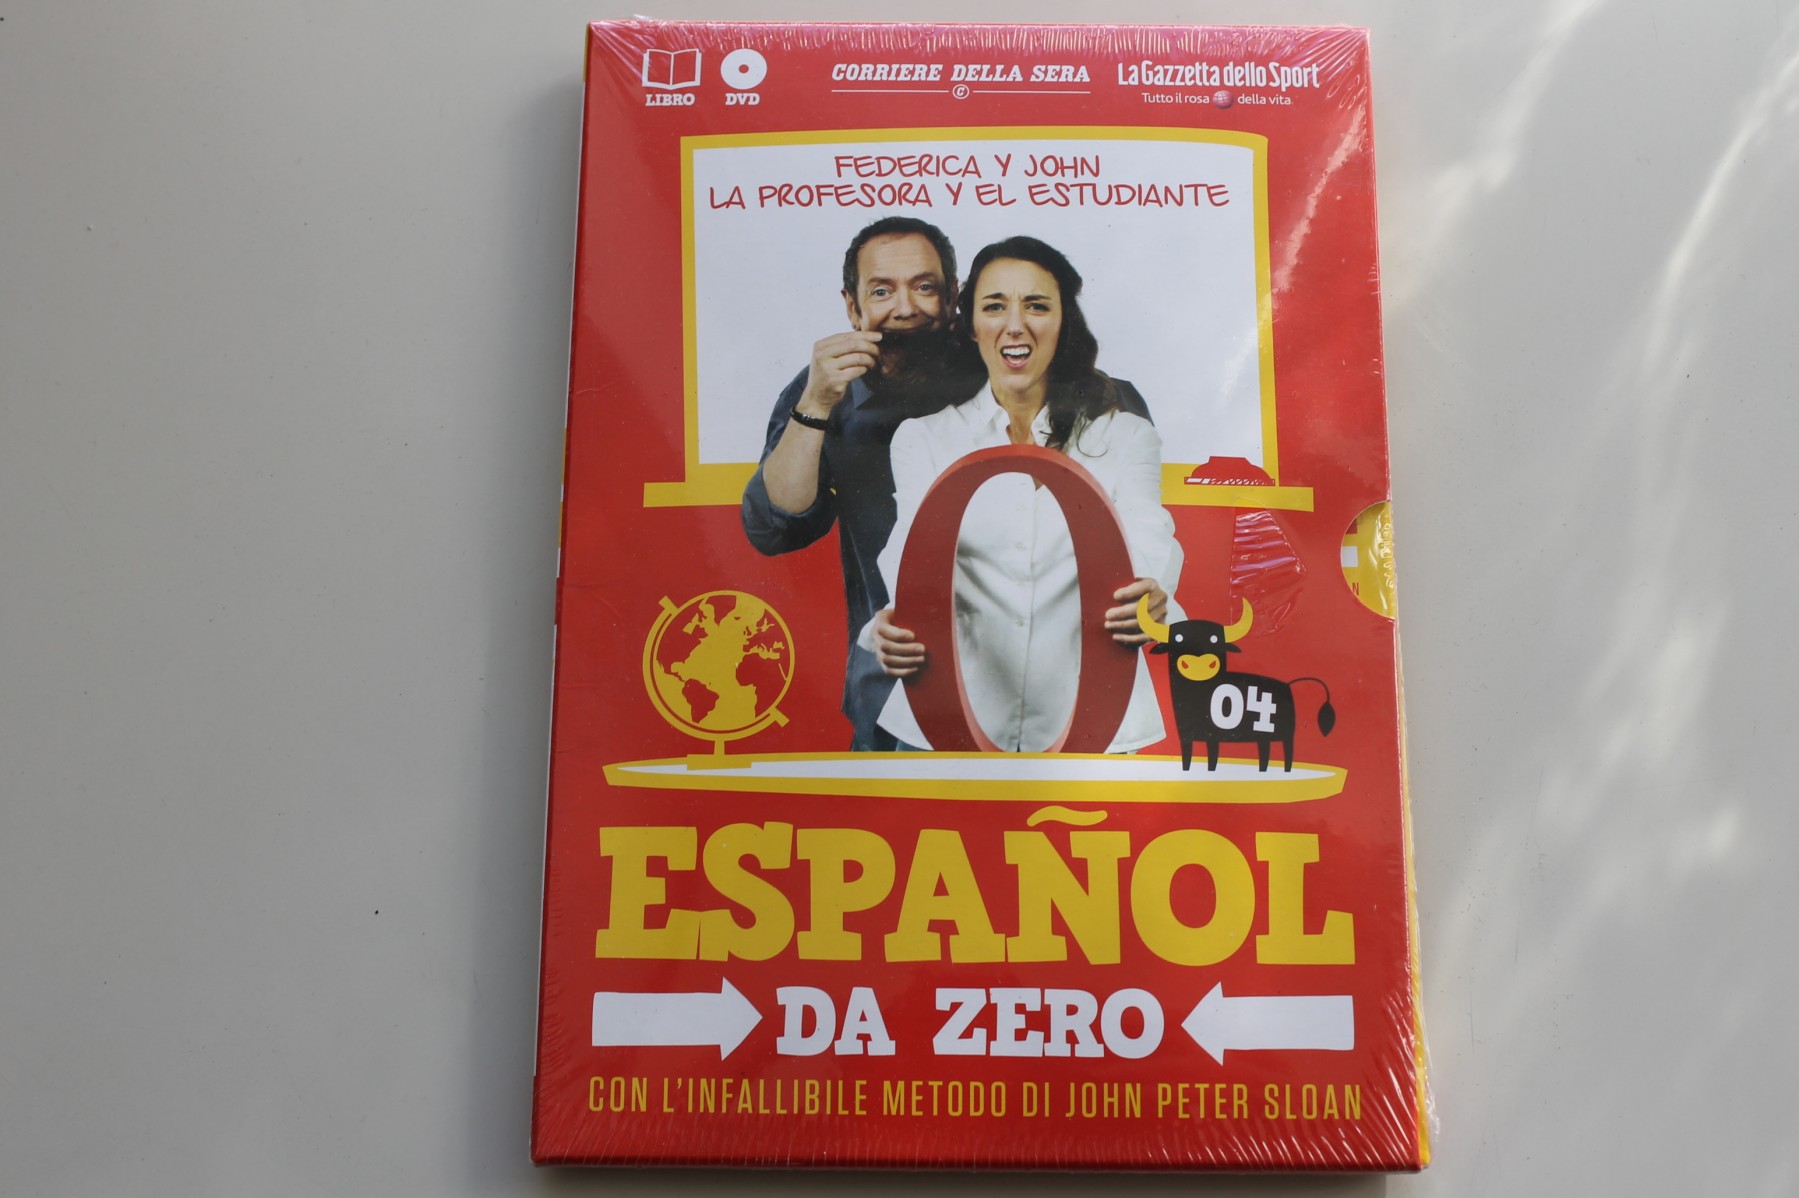 LIBRO
DVD
CORRIERE DELLA SERA
©
La Gazzetta dello Sport
Tutto il rosa della vita.
FEDERICA Y JOHN
LA PROFESORA Y EL ESTUDIANTE
0
04
ESPAÑOL
DA ZERO
CON L'INFALLIBILE METODO DI JOHN PETER SLOAN